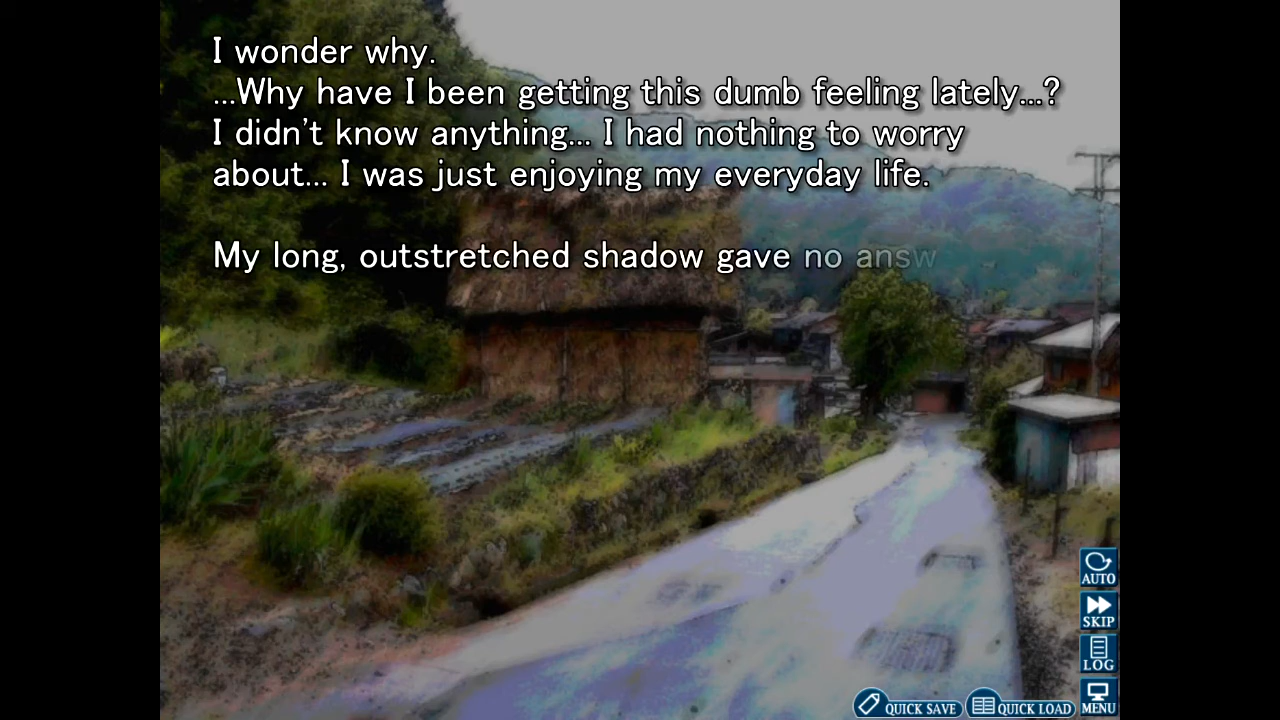 I wonder why.
...Why have I been getting this dumb feeling lately...?
I didn't know anything... I had nothing to worry
about... I was just enjoying my everyday life.
My long, outstretched shadow gave no answ
AUTO
SKIP
LOG
MENU
QUICK SAVE
QUICK LOAD